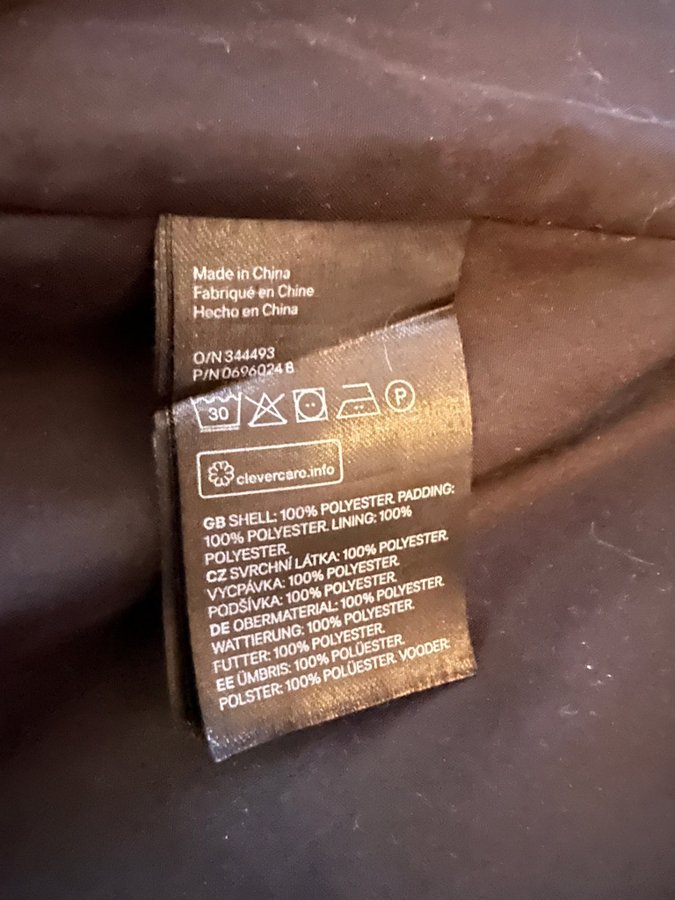 Made in China
Fabriqué en Chine
Hecho en China
O/N 344493
P/N 0696024 8
30
P
clevercare.info
GB SHELL: 100% POLYESTER. PADDING:
100% POLYESTER. LINING: 100%
POLYESTER.
CZ SVRCHNÍ LÁTKA: 100% POLYESTER.
VYCPÁVKA: 100% POLYESTER.
PODŠÍVKA: 100% POLYESTER.
DE OBERMATERIAL: 100% POLYESTER.
WATTIERUNG: 100% POLYESTER.
FUTTER: 100% POLYESTER.
EE ÜMBRIS: 100% POLÜESTER.
POLSTER: 100% POLÜESTER. VOODER: